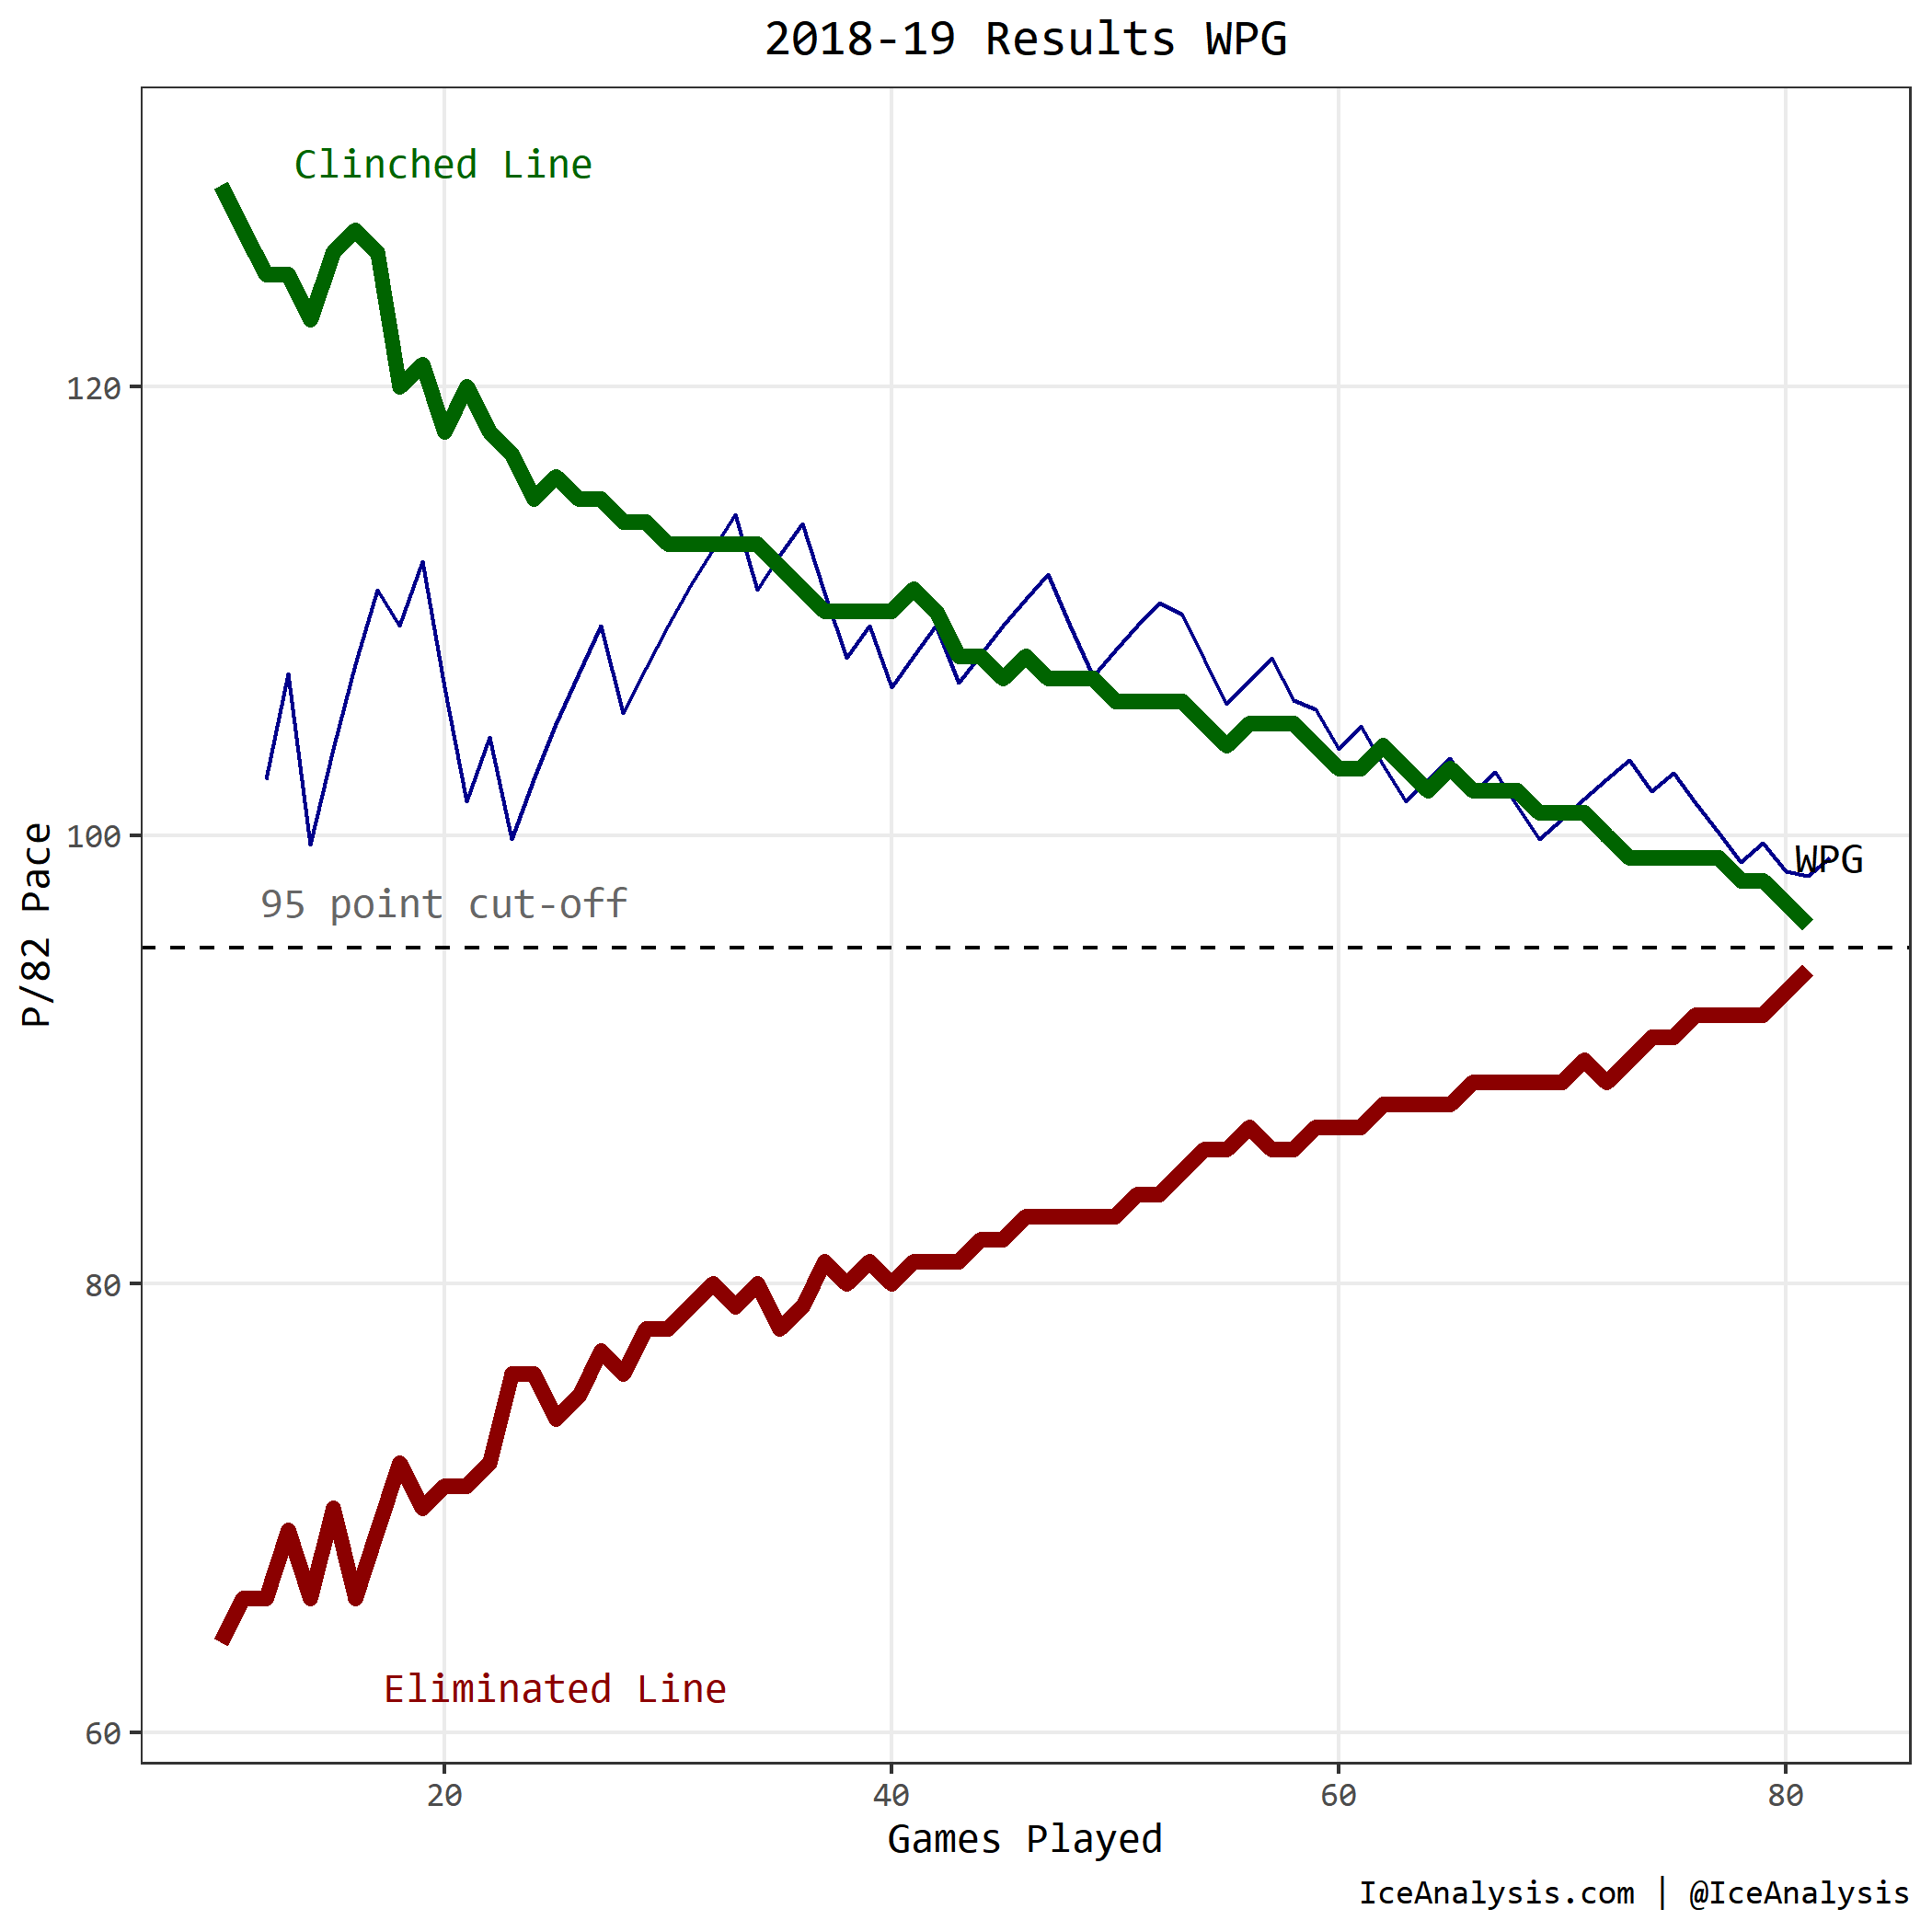 2018-19 Results WPG
Clinched Line
120
100
WPG
95 point cut-off
P/82 Pace
80
Eliminated Line
60
20 40 60 80
Games Played
IceAnalysis.com | @IceAnalysis